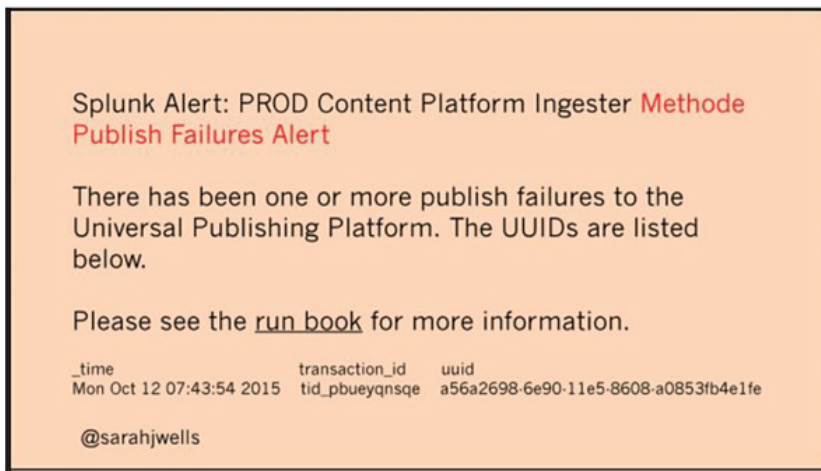 Splunk Alert: PROD Content Platform Ingester Methode
Publish Failures Alert
There has been one or more publish failures to the
Universal Publishing Platform. The UUIDs are listed
below.
Please see the run book for more information.
_time transaction_id uuid
Mon Oct 12 07:43:54 2015 tid_pbueyqnsqe a56a2698-6e90-11e5-8608-a0853fb4e1fe
@sarahjwells